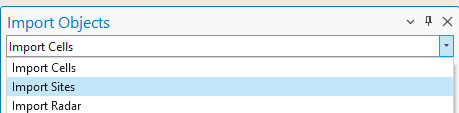 Import Objects
Import Cells
Import Cells
Import Sites
Import Radar